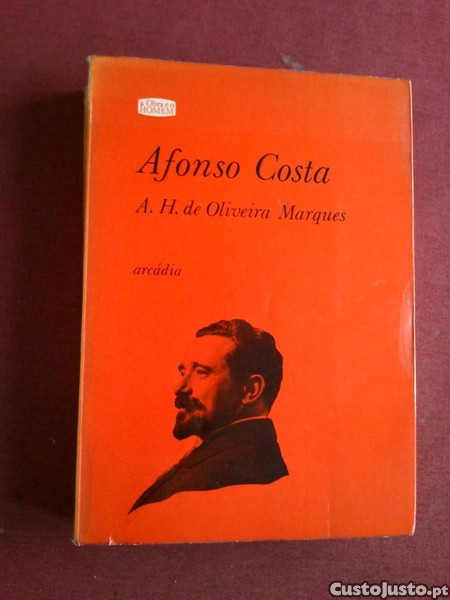 a Obra e o
HOMEM
Afonso Costa
A. H. de Oliveira Marques
arcádia
CustoJusto.pt